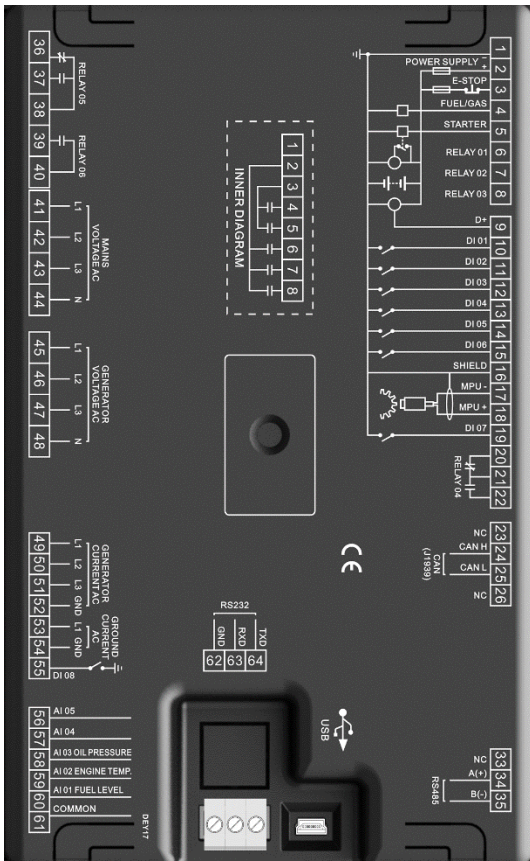 36
37
38
RELAY 05
39
40
RELAY 06
41
42
43
44
L1
L2
L3
N
MAINS
VOLTAGE AC
45
46
47
48
L1
L2
L3
N
GENERATOR
VOLTAGE AC
49
50
51
52
53
54
55
L1
L2
L3
GND
GENERATOR
CURRENT AC
L1
GND
GROUND
CURRENT
AC
DI 08
56
57
58
59
60
61
AI 05
AI 04
AI 03 OIL PRESSURE
AI 02 ENGINE TEMP.
AI 01 FUEL LEVEL
COMMON
DEY17
INNER DIAGRAM
1
2
3
4
5
6
7
8
CE
RS232
GND
RXD
TXD
62
63
64
USB
POWER SUPPLY - +
E-STOP
FUEL/GAS
STARTER
RELAY 01
RELAY 02
RELAY 03
1
2
3
4
5
6
7
8
D+
DI 01
DI 02
DI 03
DI 04
DI 05
DI 06
SHIELD
MPU -
MPU +
DI 07
RELAY 04
9
10
11
12
13
14
15
16
17
18
19
20
21
22
NC
CAN H
CAN L
NC
CAN
(J1939)
23
24
25
26
NC
A(+)
B(-)
RS485
33
34
35